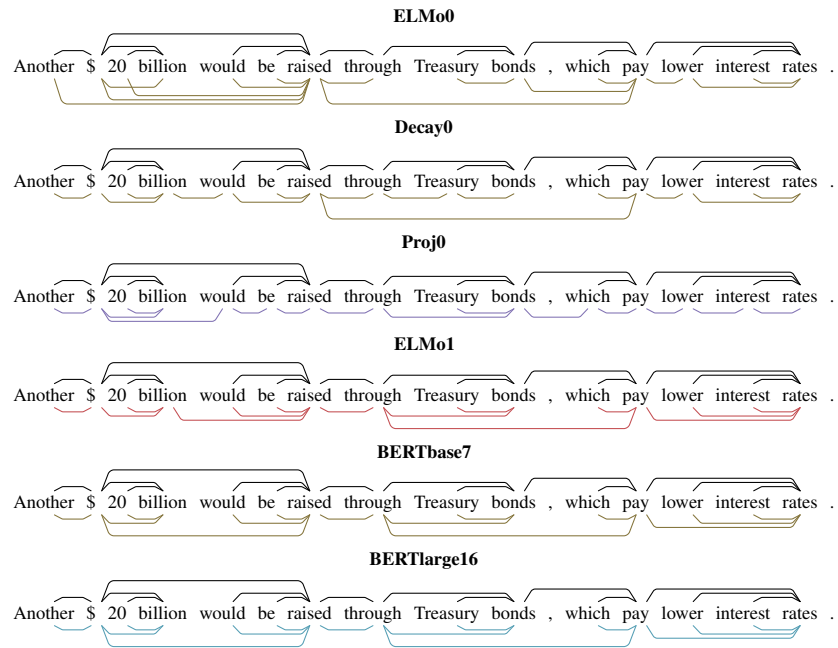 ELMo0
Another $ 20 billion would be raised through Treasury bonds , which pay lower interest rates .
Decay0
Another $ 20 billion would be raised through Treasury bonds , which pay lower interest rates .
Proj0
Another $ 20 billion would be raised through Treasury bonds , which pay lower interest rates .
ELMo1
Another $ 20 billion would be raised through Treasury bonds , which pay lower interest rates .
BERTbase7
Another $ 20 billion would be raised through Treasury bonds , which pay lower interest rates .
BERTlarge16
Another $ 20 billion would be raised through Treasury bonds , which pay lower interest rates .